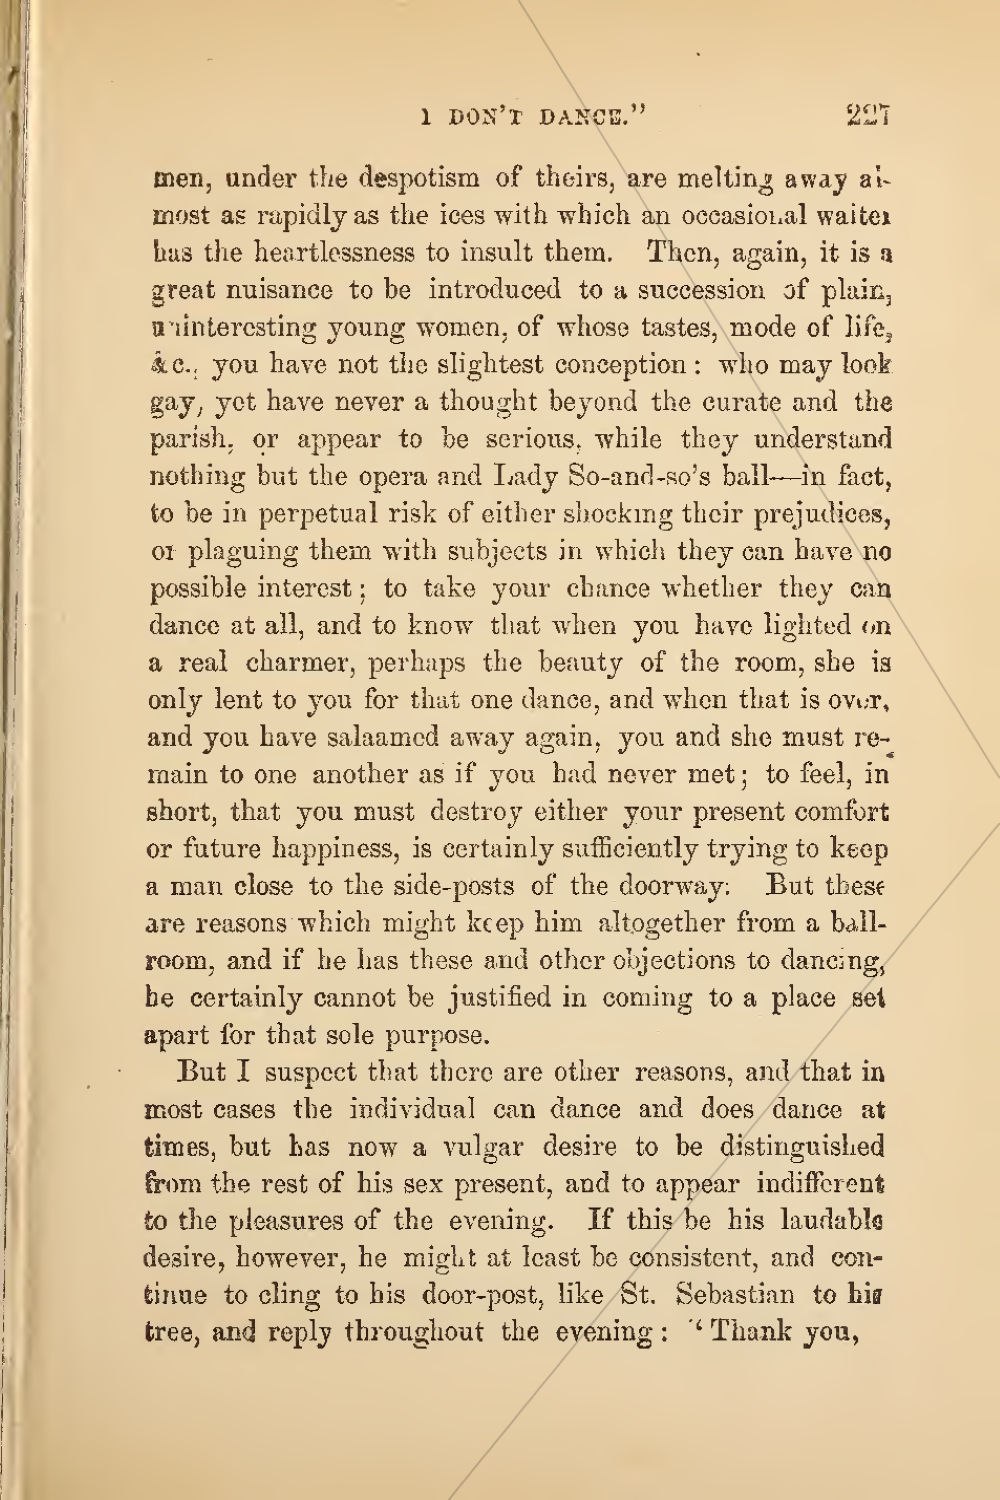 I DON'T DANCE." 227
men, under the despotism of theirs, are melting away al-
most as rapidly as the ices with which an occasional waiter
has the heartlessness to insult them. Then, again, it is a
great nuisance to be introduced to a succession of plain,
uninteresting young women, of whose tastes, mode of life,
&c., you have not the slightest conception: who may look
gay, yet have never a thought beyond the curate and the
parish, or appear to be serious, while they understand
nothing but the opera and Lady So-and-so's ball—in fact,
to be in perpetual risk of either shocking their prejudices,
or plaguing them with subjects in which they can have no
possible interest; to take your chance whether they can
dance at all, and to know that when you have lighted on
a real charmer, perhaps the beauty of the room, she is
only lent to you for that one dance, and when that is over,
and you have salaamed away again, you and she must re-
main to one another as if you had never met; to feel, in
short, that you must destroy either your present comfort
or future happiness, is certainly sufficiently trying to keep
a man close to the side-posts of the doorway. But these
are reasons which might keep him altogether from a ball-
room, and if he has these and other objections to dancing,
he certainly cannot be justified in coming to a place set
apart for that sole purpose.
But I suspect that there are other reasons, and that in
most cases the individual can dance and does dance at
times, but has now a vulgar desire to be distinguished
from the rest of his sex present, and to appear indifferent
to the pleasures of the evening. If this be his laudable
desire, however, he might at least be consistent, and con-
tinue to cling to his door-post, like St. Sebastian to his
tree, and reply throughout the evening: "Thank you,